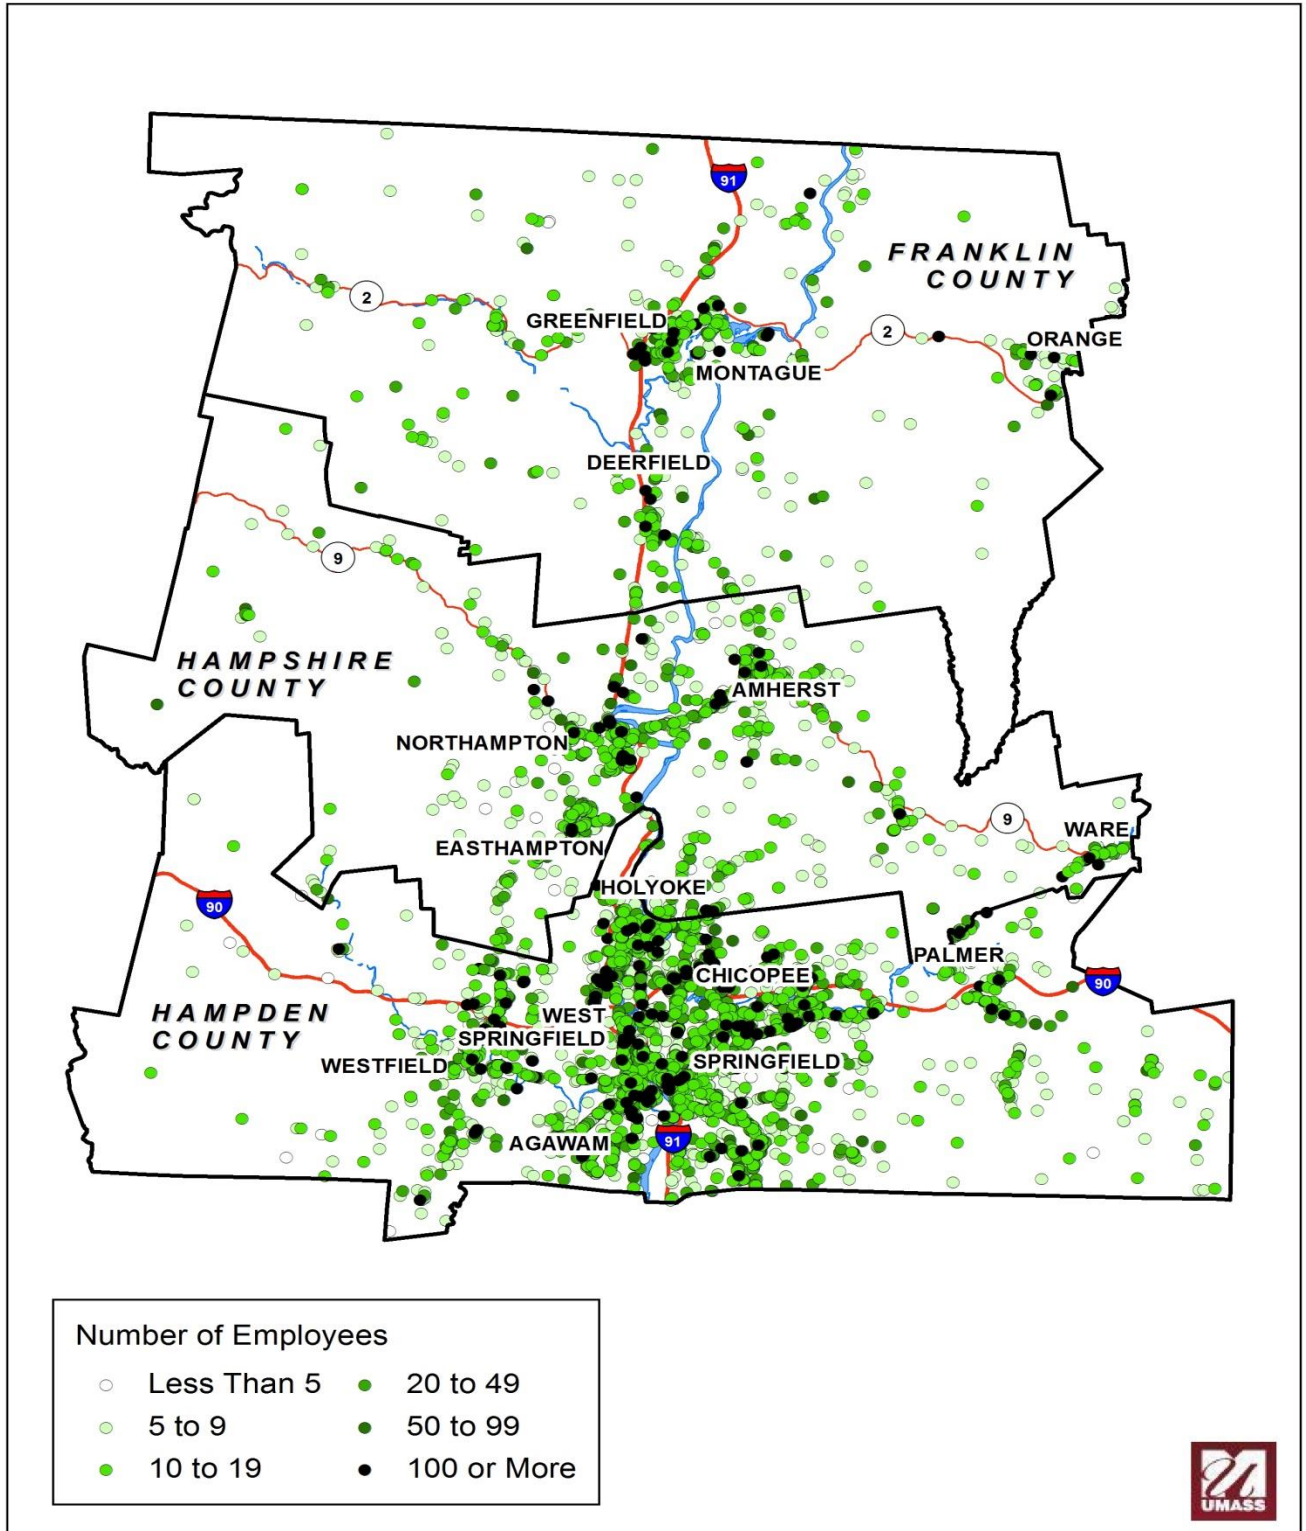 91
FRANKLIN
COUNTY
2
GREENFIELD
2
ORANGE
MONTAGUE
DEERFIELD
9
HAMPSHIRE
COUNTY
AMHERST
NORTHAMPTON
9
WARE
EASTHAMPTON
HOLYOKE
90
PALMER
CHICOPEE
90
HAMPDEN
COUNTY
WEST
SPRINGFIELD
WESTFIELD
SPRINGFIELD
91
AGAWAM
Number of Employees
Less Than 5
5 to 9
10 to 19
20 to 49
50 to 99
100 or More
UMASS